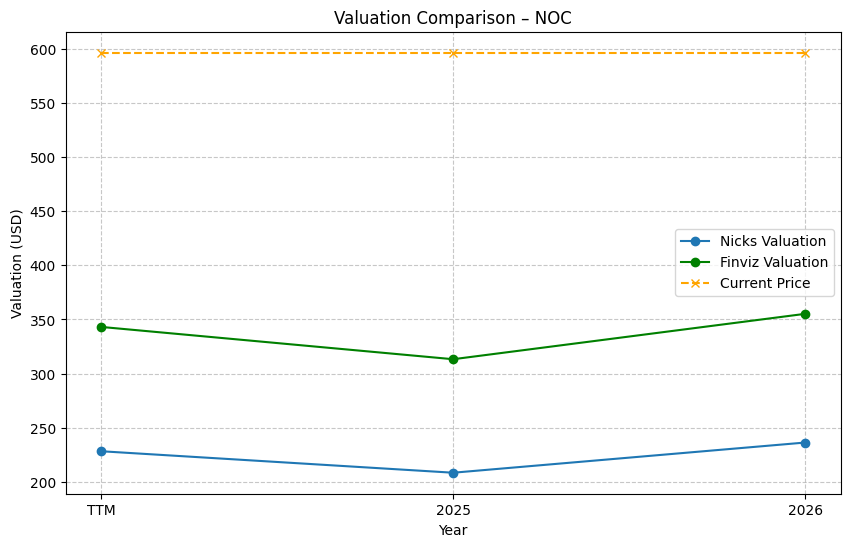 Valuation Comparison – NOC
Valuation (USD)
600
550
500
450
400
350
300
250
200
Nicks Valuation
Finviz Valuation
Current Price
TTM
2025
2026
Year